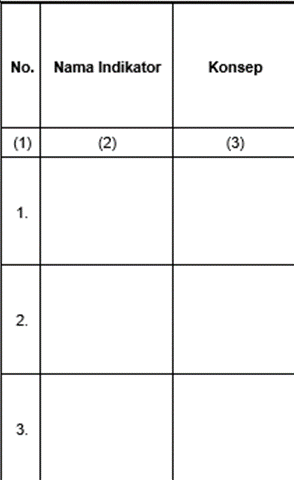 No. Nama Indikator Konsep
(1) (2) (3)
1.
2.
3.